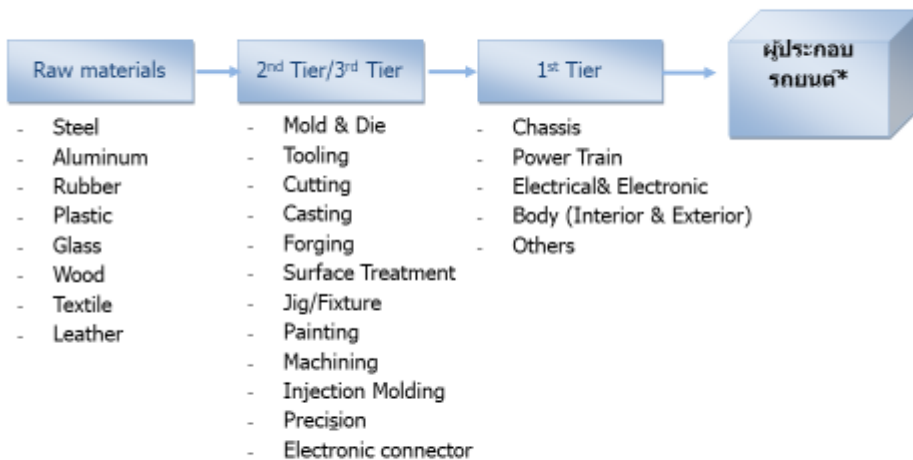 Raw materials
- Steel
- Aluminum
- Rubber
- Plastic
- Glass
- Wood
- Textile
- Leather
2nd Tier/3rd Tier
- Mold & Die
- Tooling
- Cutting
- Casting
- Forging
- Surface Treatment
- Jig/Fixture
- Painting
- Machining
- Injection Molding
- Precision
- Electronic connector
1st Tier
- Chassis
- Power Train
- Electrical& Electronic
- Body (Interior & Exterior)
- Others
ผู้ประกอบ
รถยนต์*